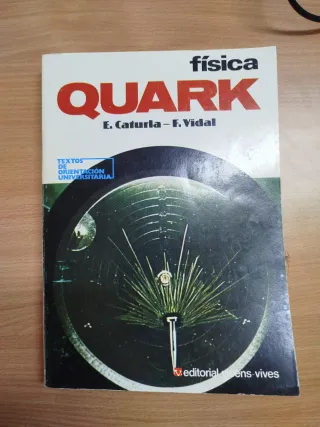 física
QUARK
E. Caturla - F. Vidal
TEXTOS
DE
ORIENTACIÓN
UNIVERSITARIA
editorial vicens-vives